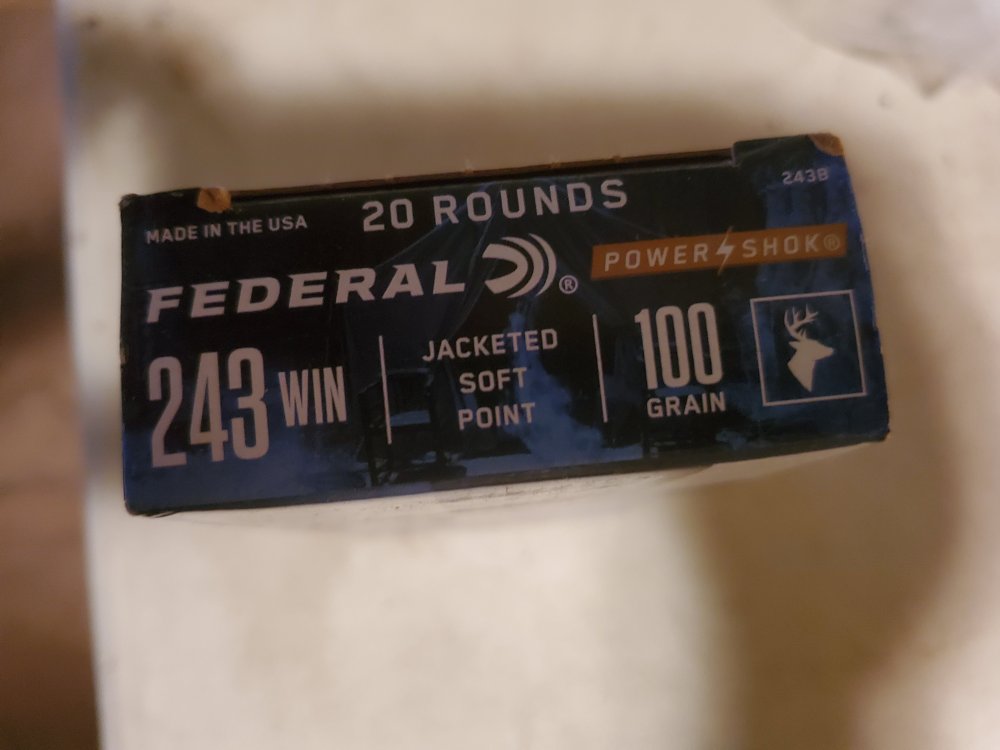 243B
MADE IN THE USA
20 ROUNDS
FEDERAL®
POWER SHOK®
243 WIN
JACKETED
SOFT
POINT
100
GRAIN